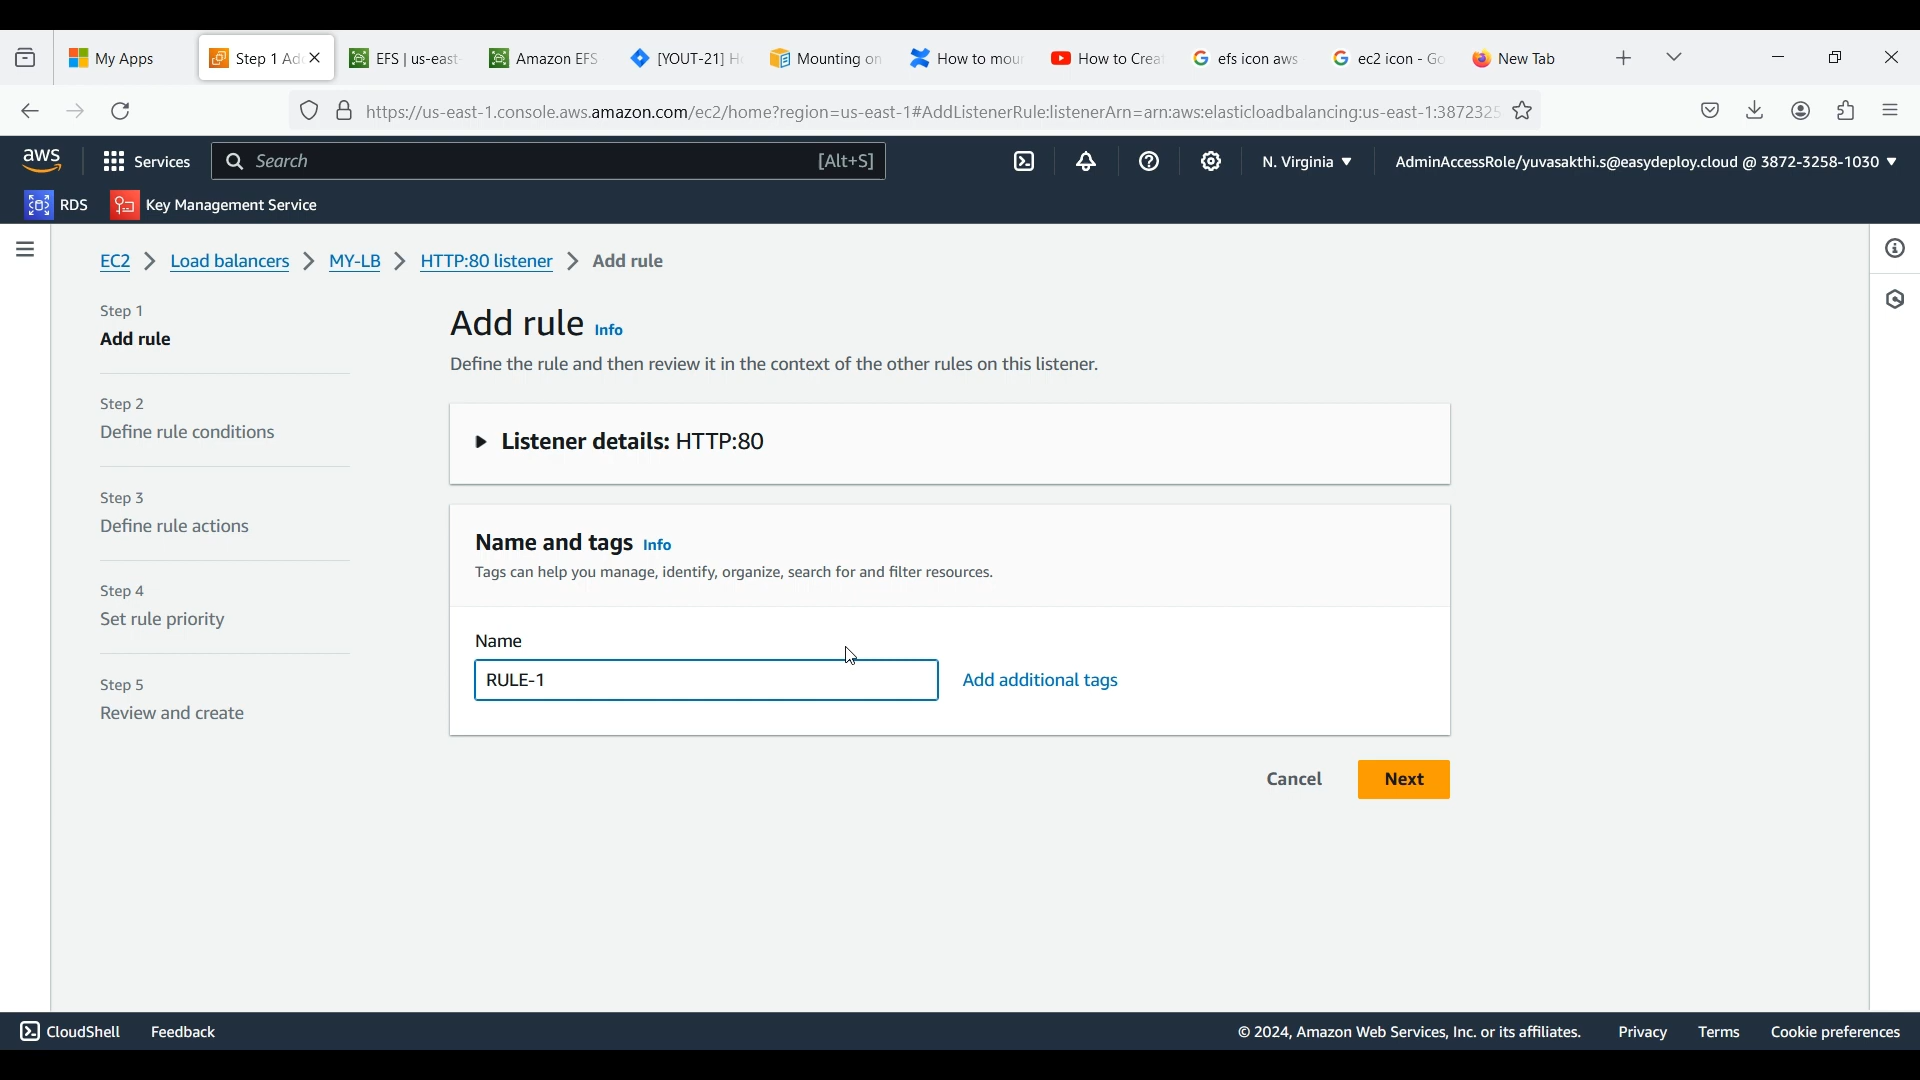 My Apps
Step 1 Ad
EFS | us-east-
Amazon EFS
[YOUT-21] H
Mounting on
How to mou
How to Creat
efs icon aws
ec2 icon - Go
New Tab
https://us-east-1.console.aws.amazon.com/ec2/home?region=us-east-1#AddListenerRule:listenerArn=arn:aws:elasticloadbalancing:us-east-1:3872325
aws
Services
Search
[Alt+S]
N. Virginia
AdminAccessRole/yuvasakthi.s@easydeploy.cloud @ 3872-3258-1030
RDS
Key Management Service
EC2
Load balancers
MY-LB
HTTP:80 listener
Add rule
Step 1
Add rule
Step 2
Define rule conditions
Step 3
Define rule actions
Step 4
Set rule priority
Step 5
Review and create
Add rule Info
Define the rule and then review it in the context of the other rules on this listener.
Listener details: HTTP:80
Name and tags Info
Tags can help you manage, identify, organize, search for and filter resources.
Name
RULE-1
Add additional tags
Cancel
Next
CloudShell
Feedback
© 2024, Amazon Web Services, Inc. or its affiliates.
Privacy
Terms
Cookie preferences